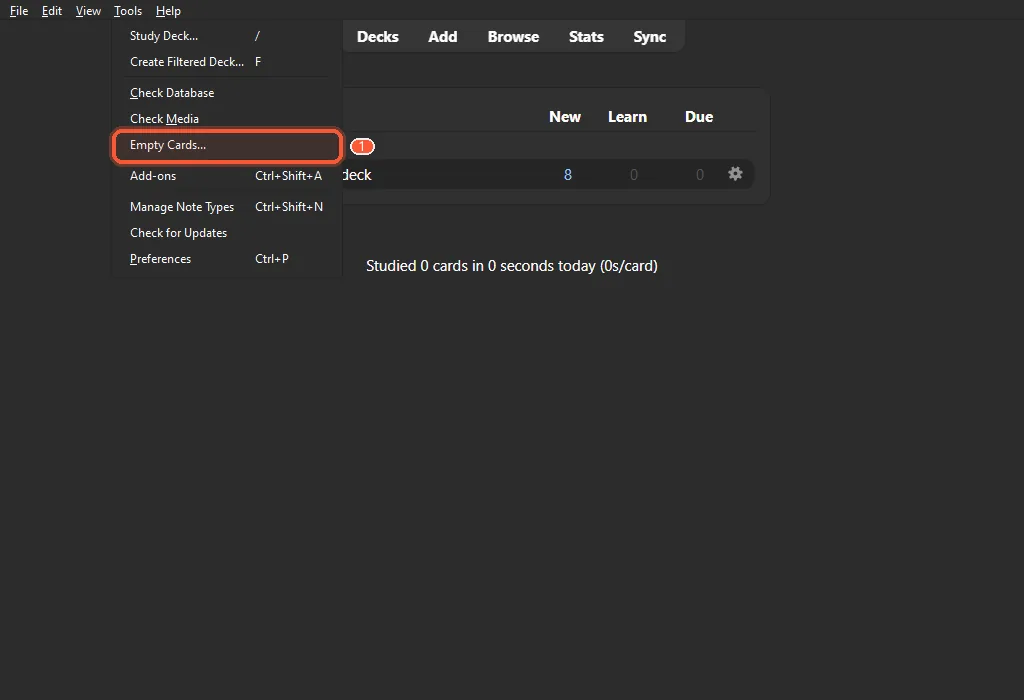 File Edit View Tools Help
Study Deck... /
Decks Add Browse Stats Sync
Create Filtered Deck... F
Check Database
Check Media
New Learn Due
Empty Cards...
1
Add-ons Ctrl+Shift+A
deck 8 0 0
Manage Note Types Ctrl+Shift+N
Check for Updates
Preferences Ctrl+P
Studied 0 cards in 0 seconds today (0s/card)